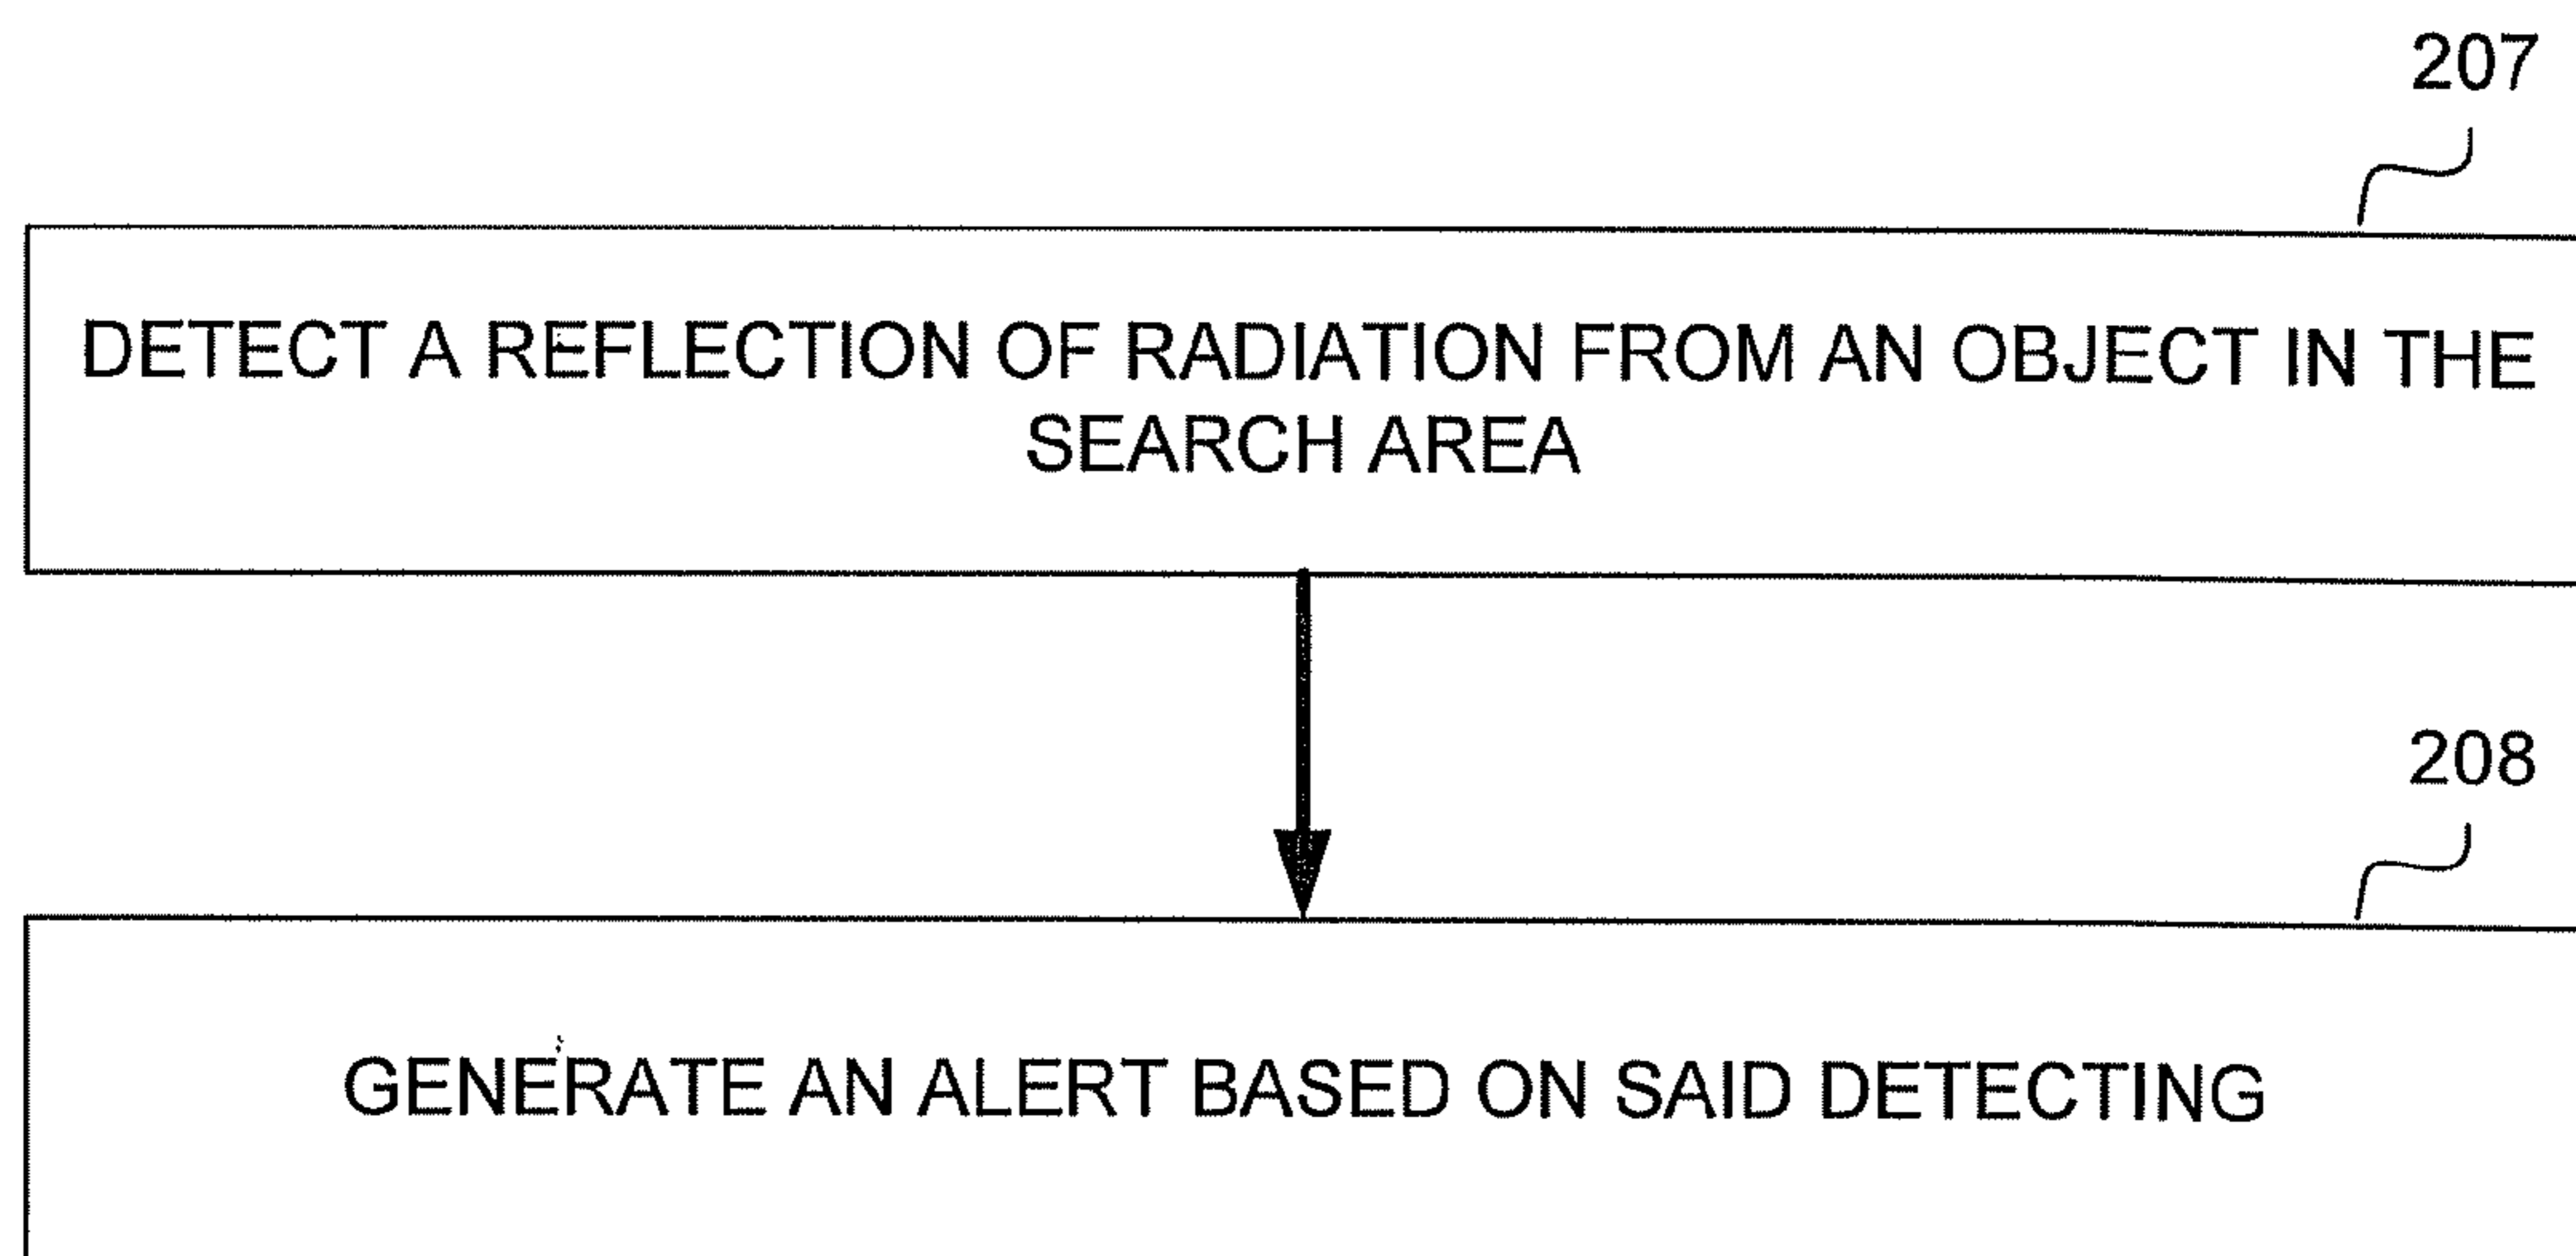 207
DETECT A REFLECTION OF RADIATION FROM AN OBJECT IN THE
SEARCH AREA
208
GENERATE AN ALERT BASED ON SAID DETECTING